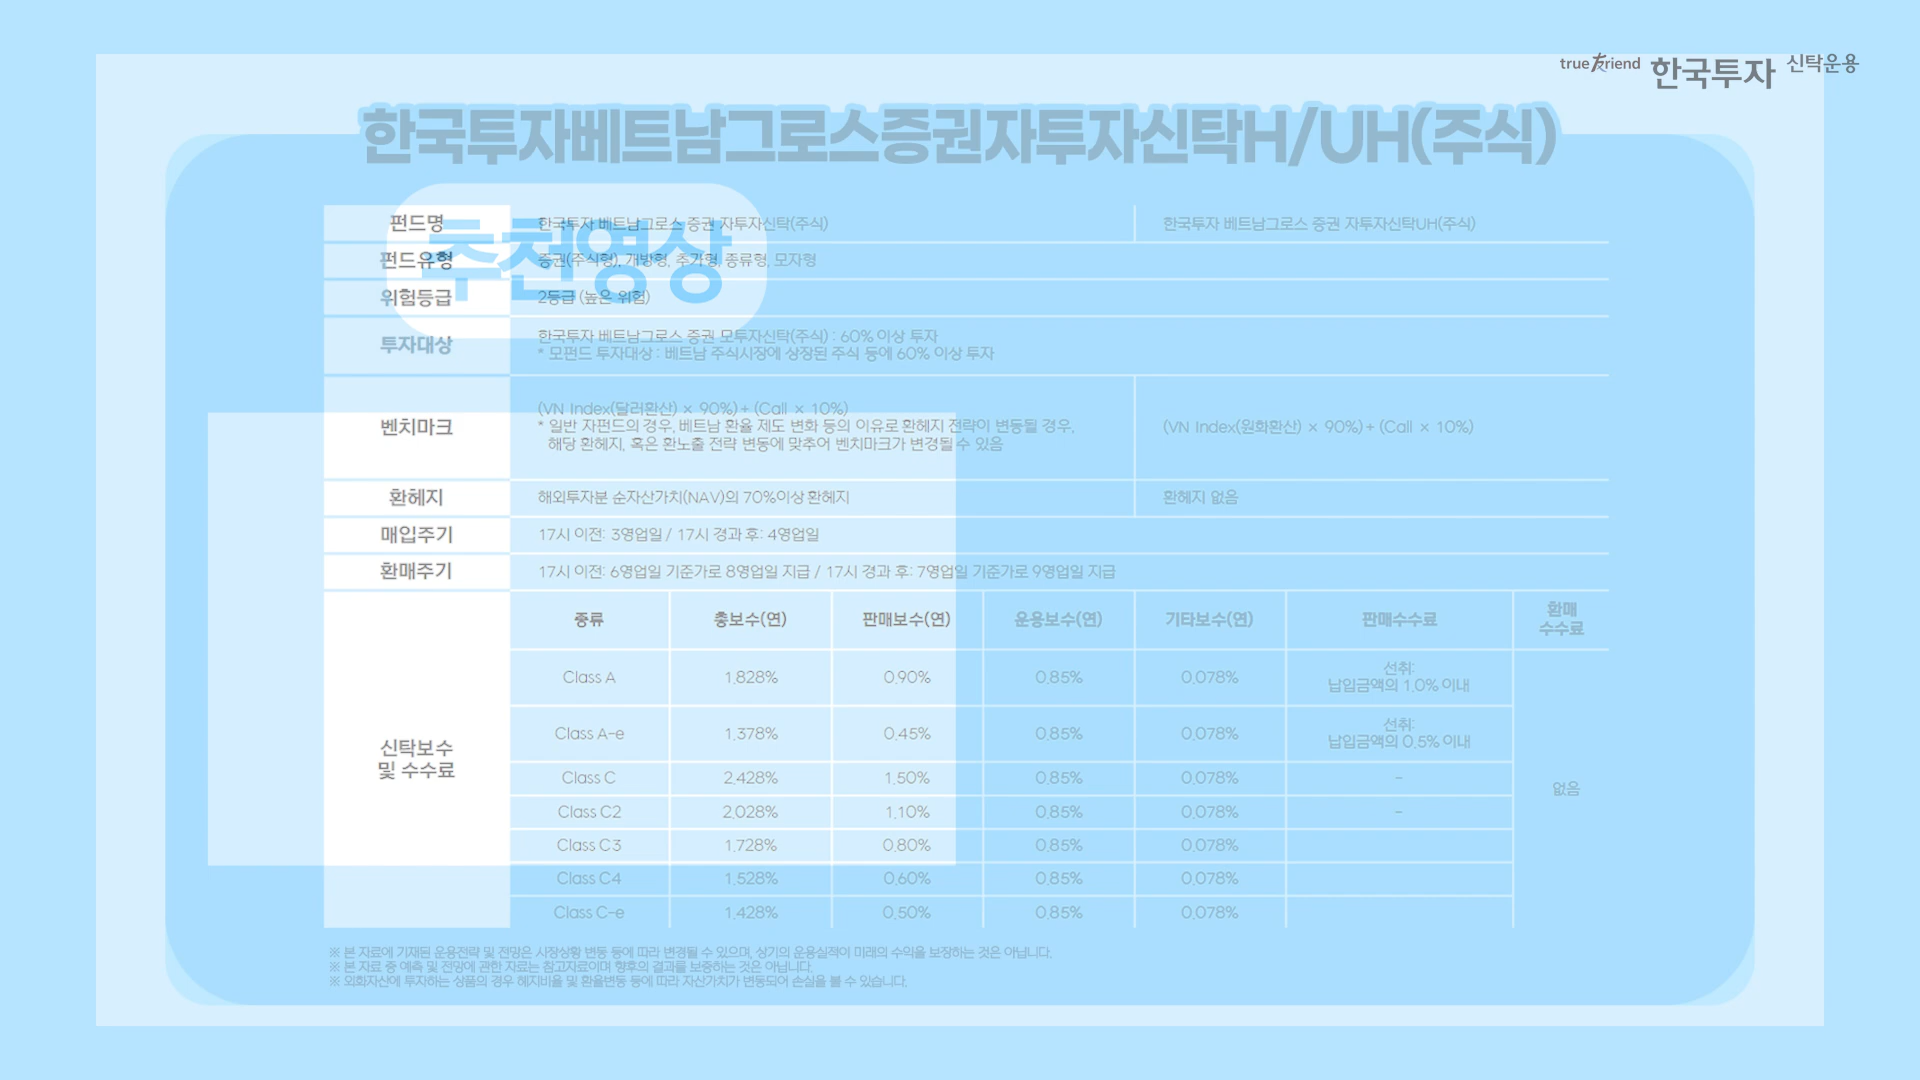 trueFriend 한국투자 신탁운용
한국투자베트남그로스증권자투자신탁H/UH(주식)
추천영상
펀드명 한국투자 베트남그로스 증권 자투자신탁(주식) 한국투자 베트남그로스 증권 자투자신탁UH(주식)
펀드유형 증권(주식형), 개방형, 추가형, 종류형, 모자형
위험등급 2등급 (높은 위험)
투자대상 한국투자 베트남그로스 증권 모투자신탁(주식) : 60% 이상 투자
* 모펀드 투자대상 : 베트남 주식시장에 상장된 주식 등에 60% 이상 투자
벤치마크 (VN Index(달러환산) × 90%) + (Call × 10%)
* 일반 자펀드의 경우, 베트남 환율 제도 변화 등의 이유로 환헤지 전략이 변동될 경우,
해당 환헤지, 혹은 환노출 전략 변동에 맞추어 벤치마크가 변경될 수 있음
(VN Index(원화환산) × 90%) + (Call × 10%)
환헤지 해외투자분 순자산가치(NAV)의 70%이상 환헤지 환헤지 없음
매입주기 17시 이전: 3영업일 / 17시 경과 후: 4영업일
환매주기 17시 이전: 6영업일 기준가로 8영업일 지급 / 17시 경과 후: 7영업일 기준가로 9영업일 지급
신탁보수
및 수수료
종류 총보수(연) 판매보수(연) 운용보수(연) 기타보수(연) 판매수수료 환매
수수료
Class A 1.828% 0.90% 0.85% 0.078% 선취:
납입금액의 1.0% 이내
Class A-e 1.378% 0.45% 0.85% 0.078% 선취:
납입금액의 0.5% 이내
Class C 2.428% 1.50% 0.85% 0.078% -
없음
Class C2 2.028% 1.10% 0.85% 0.078% -
Class C3 1.728% 0.80% 0.85% 0.078%
Class C4 1.528% 0.60% 0.85% 0.078%
Class C-e 1.428% 0.50% 0.85% 0.078%
※ 본 자료에 기재된 운용전략 및 전망은 시장상황 변동 등에 따라 변경될 수 있으며, 상기의 운용실적이 미래의 수익을 보장하는 것은 아닙니다.
※ 본 자료 중 예측 및 전망에 관한 자료는 참고자료이며 향후의 결과를 보증하는 것은 아닙니다.
※ 외화자산에 투자하는 상품의 경우 헤지비율 및 환율변동 등에 따라 자산가치가 변동되어 손실을 볼 수 있습니다.